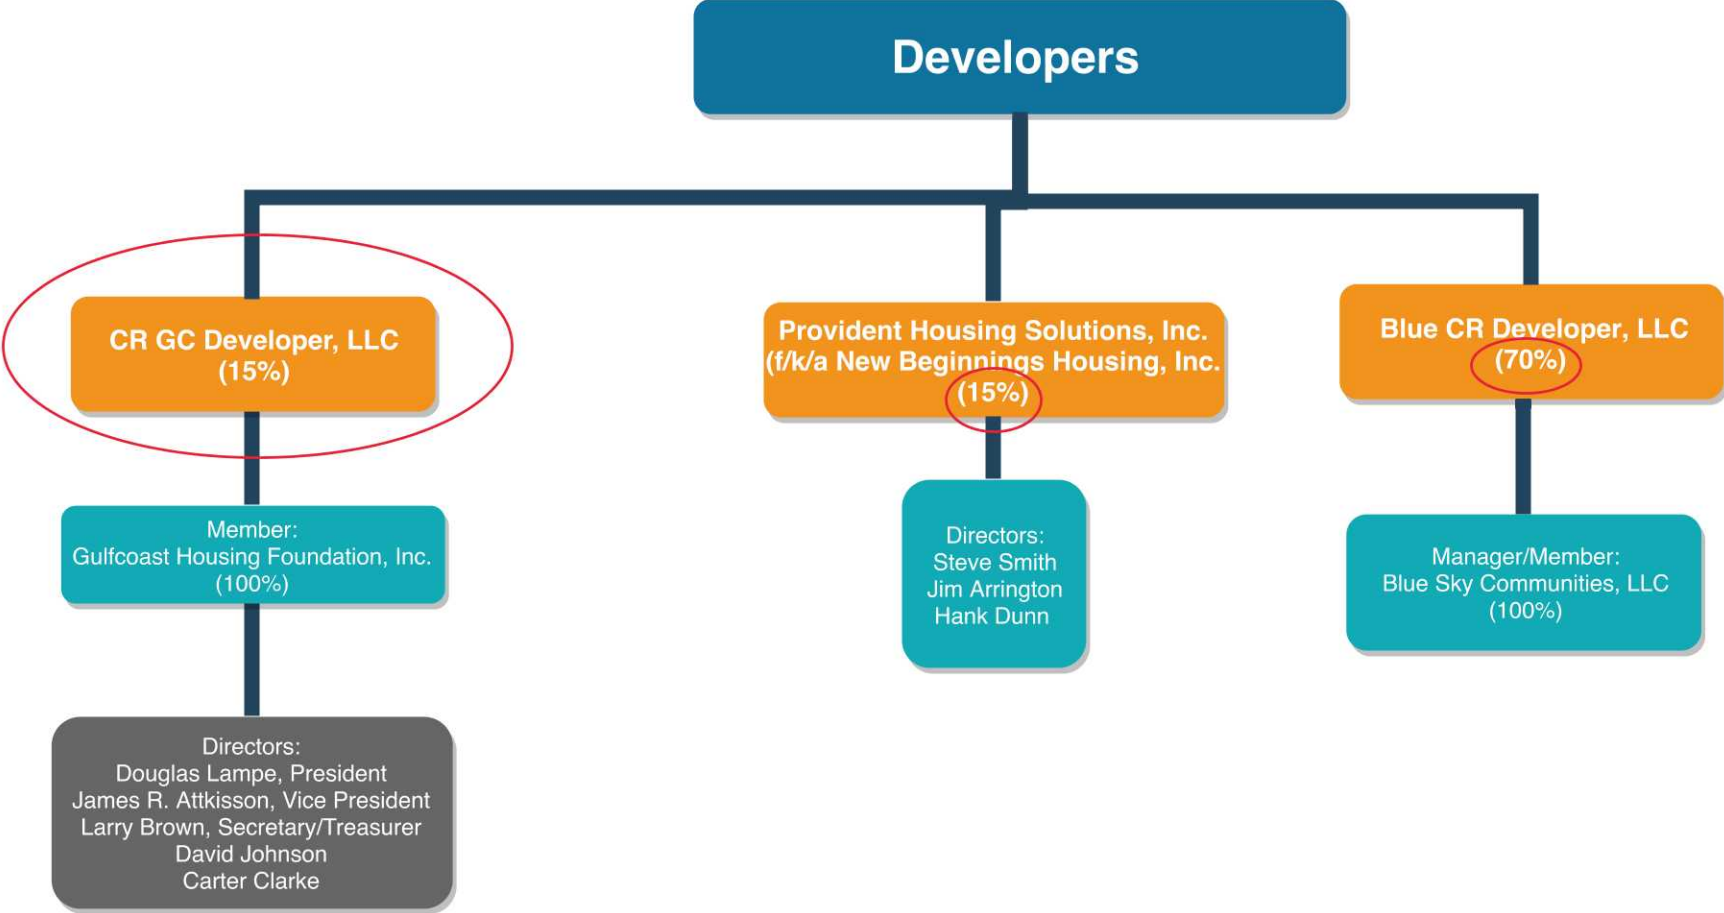 Developers
CR GC Developer, LLC
(15%)
Provident Housing Solutions, Inc.
(f/k/a New Beginnings Housing, Inc.
(15%)
Blue CR Developer, LLC
(70%)
Member:
Gulfcoast Housing Foundation, Inc.
(100%)
Directors:
Steve Smith
Jim Arrington
Hank Dunn
Manager/Member:
Blue Sky Communities, LLC
(100%)
Directors:
Douglas Lampe, President
James R. Attkisson, Vice President
Larry Brown, Secretary/Treasurer
David Johnson
Carter Clarke